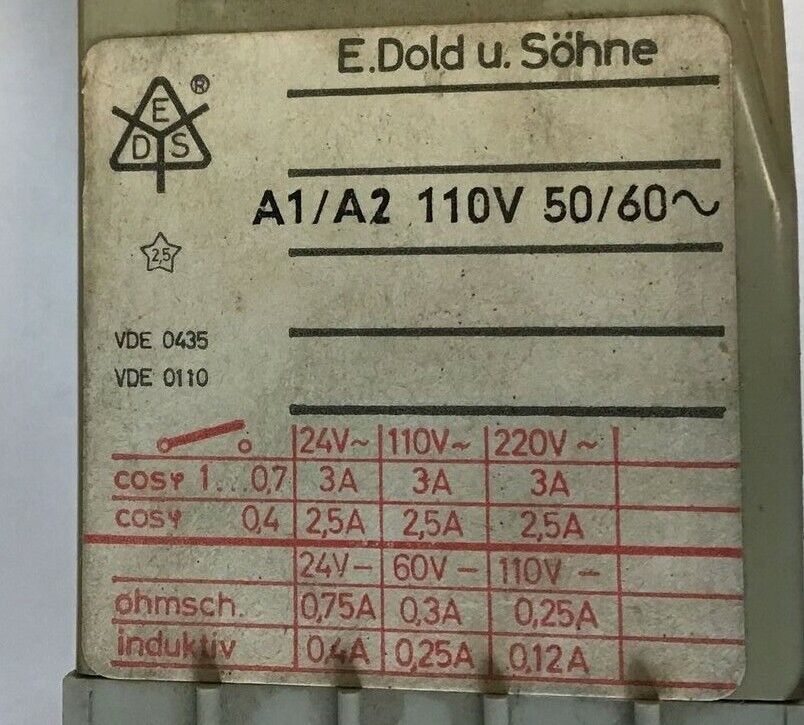 E.Dold u. Söhne
®
E
D S
A1/A2 110V 50/60~
2,5
VDE 0435
VDE 0110
24V~ 110V~ 220V~
cosφ 1...0,7 3A 3A 3A
cosφ 0,4 2,5A 2,5A 2,5A
24V- 60V- 110V-
ohmsch. 0,75A 0,3A 0,25A
induktiv 0,4A 0,25A 0,12A